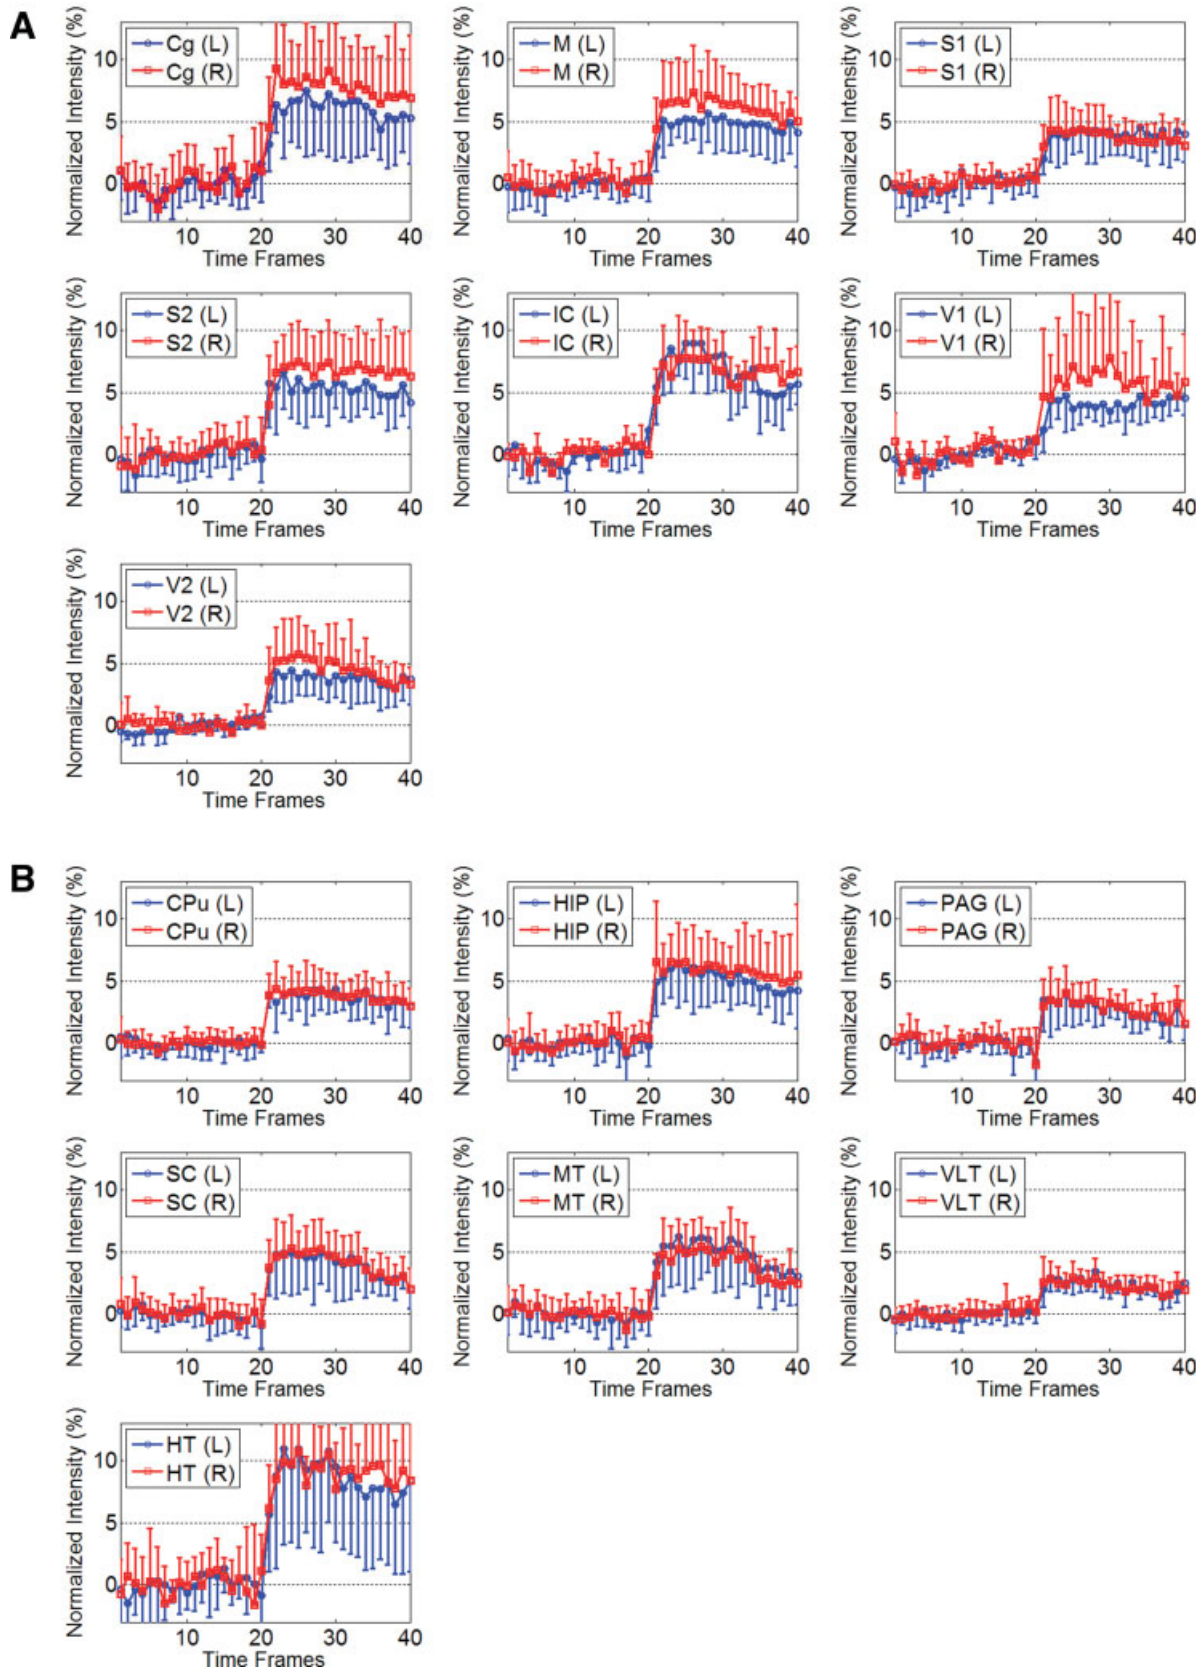 A
Normalized Intensity (%)
10
5
0
Cg (L)
Cg (R)
10 20 30 40
Time Frames
Normalized Intensity (%)
10
5
0
M (L)
M (R)
10 20 30 40
Time Frames
Normalized Intensity (%)
10
5
0
S1 (L)
S1 (R)
10 20 30 40
Time Frames
Normalized Intensity (%)
10
5
0
S2 (L)
S2 (R)
10 20 30 40
Time Frames
Normalized Intensity (%)
10
5
0
IC (L)
IC (R)
10 20 30 40
Time Frames
Normalized Intensity (%)
10
5
0
V1 (L)
V1 (R)
10 20 30 40
Time Frames
Normalized Intensity (%)
10
5
0
V2 (L)
V2 (R)
10 20 30 40
Time Frames
B
Normalized Intensity (%)
10
5
0
CPu (L)
CPu (R)
10 20 30 40
Time Frames
Normalized Intensity (%)
10
5
0
HIP (L)
HIP (R)
10 20 30 40
Time Frames
Normalized Intensity (%)
10
5
0
PAG (L)
PAG (R)
10 20 30 40
Time Frames
Normalized Intensity (%)
10
5
0
SC (L)
SC (R)
10 20 30 40
Time Frames
Normalized Intensity (%)
10
5
0
MT (L)
MT (R)
10 20 30 40
Time Frames
Normalized Intensity (%)
10
5
0
VLT (L)
VLT (R)
10 20 30 40
Time Frames
Normalized Intensity (%)
10
5
0
HT (L)
HT (R)
10 20 30 40
Time Frames